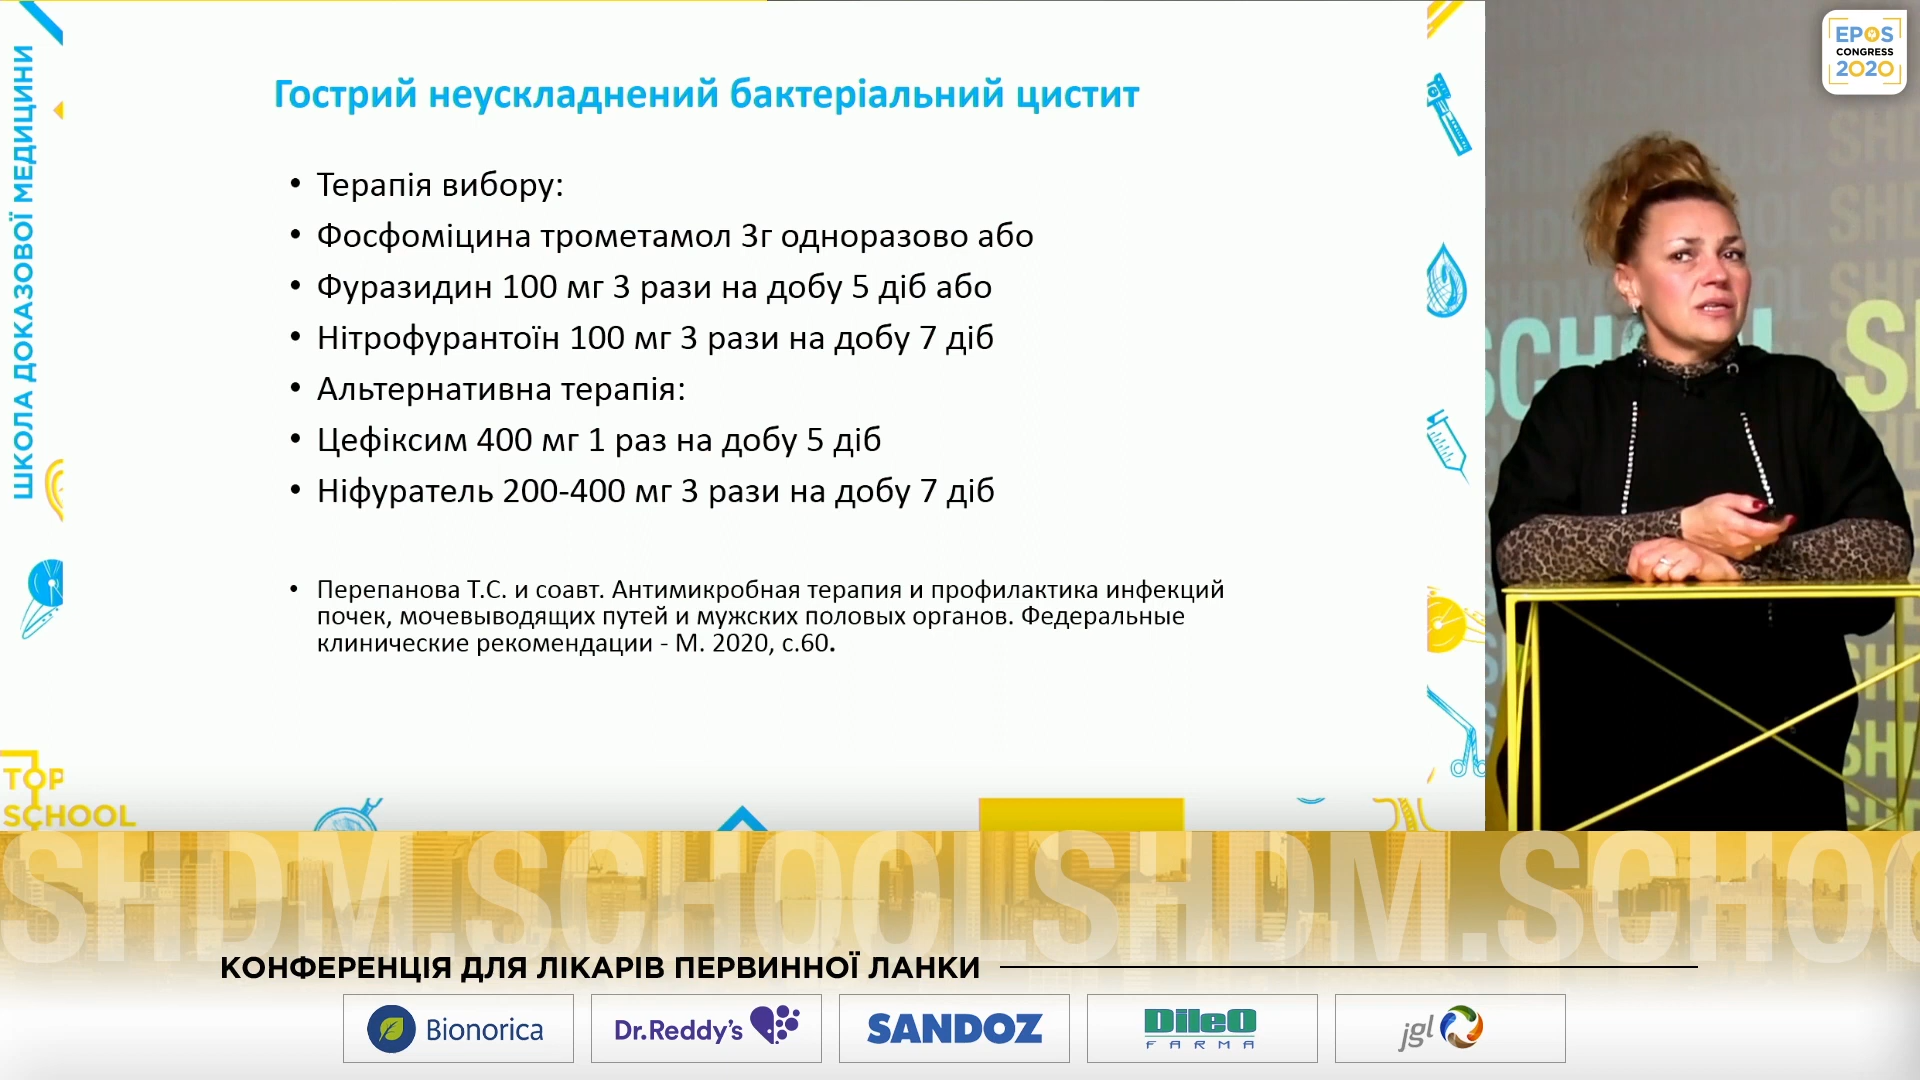 ШКОЛА ДОКАЗОВОЇ МЕДИЦИНИ
Гострий неускладнений бактеріальний цистит
• Терапія вибору:
• Фосфоміцина трометамол 3г одноразово або
• Фуразидин 100 мг 3 рази на добу 5 діб або
• Нітрофурантоїн 100 мг 3 рази на добу 7 діб
• Альтернативна терапія:
• Цефіксим 400 мг 1 раз на добу 5 діб
• Ніфуратель 200-400 мг 3 рази на добу 7 діб
• Перепанова Т.С. и соавт. Антимикробная терапия и профилактика инфекций
почек, мочевыводящих путей и мужских половых органов. Федеральные
клинические рекомендации - М. 2020, с.60.
TOP
SCHOOL
EPOS
CONGRESS
2020
SCHOOL
SHDM.SCHOOLSHDM.SCHOO
КОНФЕРЕНЦІЯ ДЛЯ ЛІКАРІВ ПЕРВИННОЇ ЛАНКИ
Bionorica
Dr.Reddy's
SANDOZ
DileO
FARMA
jgl